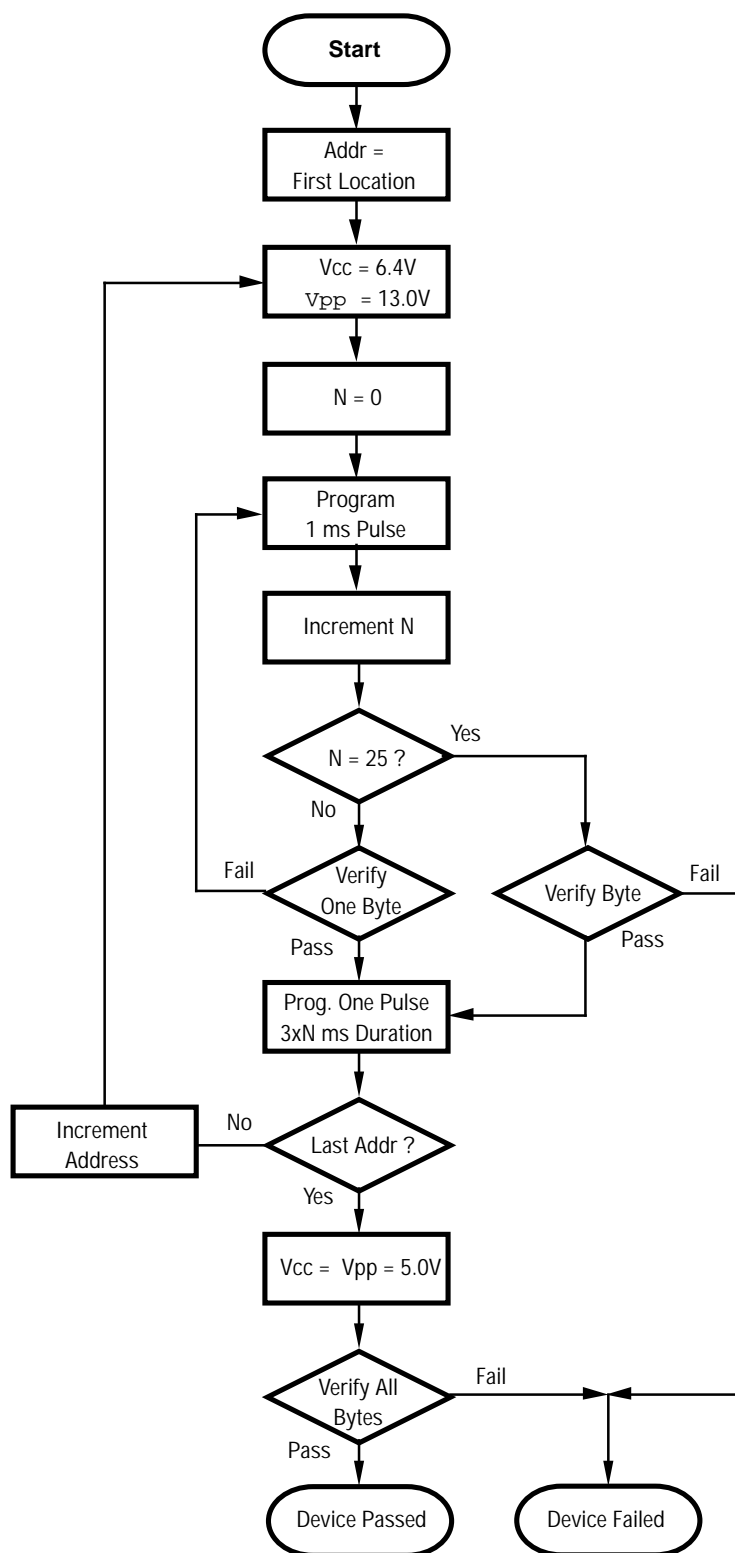 Start
Addr =
First Location
Vcc = 6.4V
Vpp = 13.0V
N = 0
Program
1 ms Pulse
Increment N
N = 25 ?
Yes
No
Fail
Verify
One Byte
Verify Byte
Fail
Pass
Pass
Prog. One Pulse
3xN ms Duration
Increment
Address
No
Last Addr ?
Yes
Vcc = Vpp = 5.0V
Verify All
Bytes
Fail
Pass
Device Passed
Device Failed